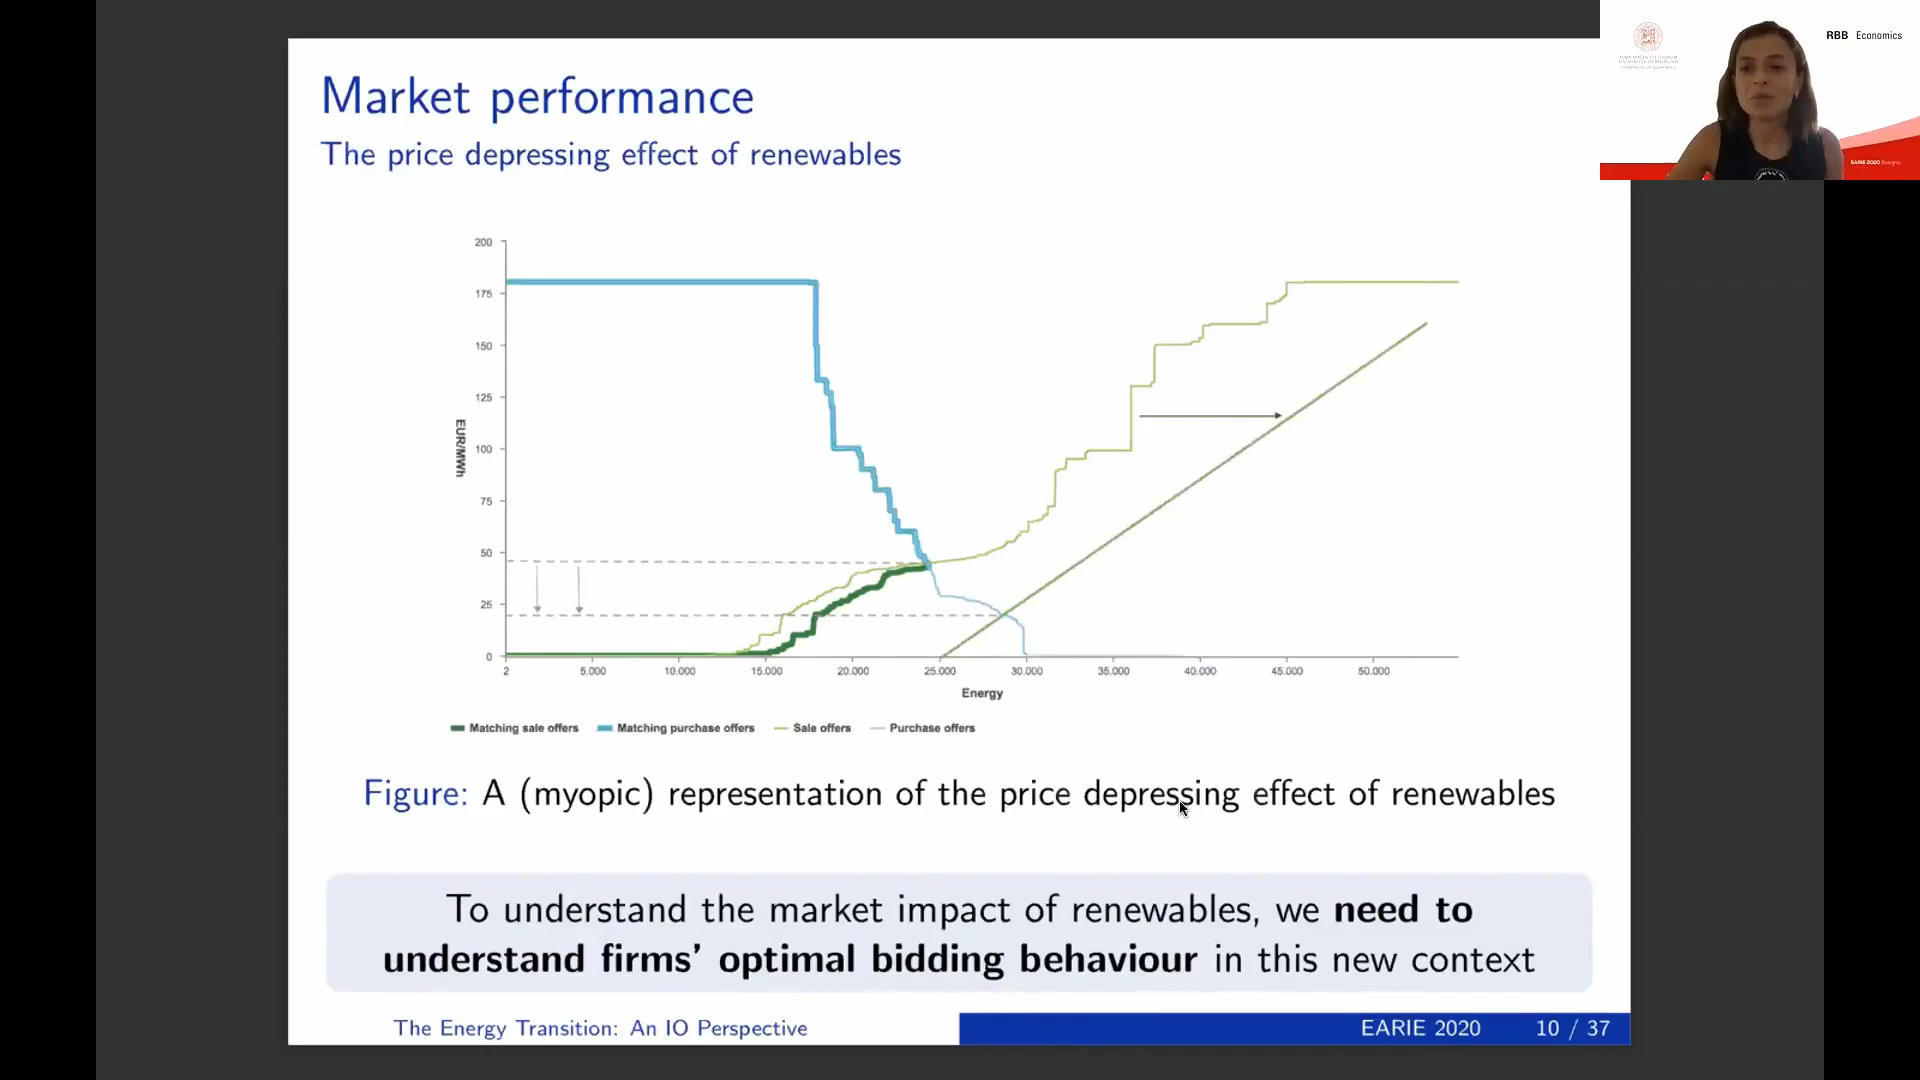 Market performance
The price depressing effect of renewables
RBB Economics
EARIE 2020 Bologna
200
175
150
125
100
75
50
25
0
EUR/MWh
2 5.000 10.000 15.000 20.000 25.000 30.000 35.000 40.000 45.000 50.000
Energy
Matching sale offers Matching purchase offers Sale offers Purchase offers
Figure: A (myopic) representation of the price depressing effect of renewables
To understand the market impact of renewables, we need to
understand firms' optimal bidding behaviour in this new context
The Energy Transition: An IO Perspective EARIE 2020 10 / 37